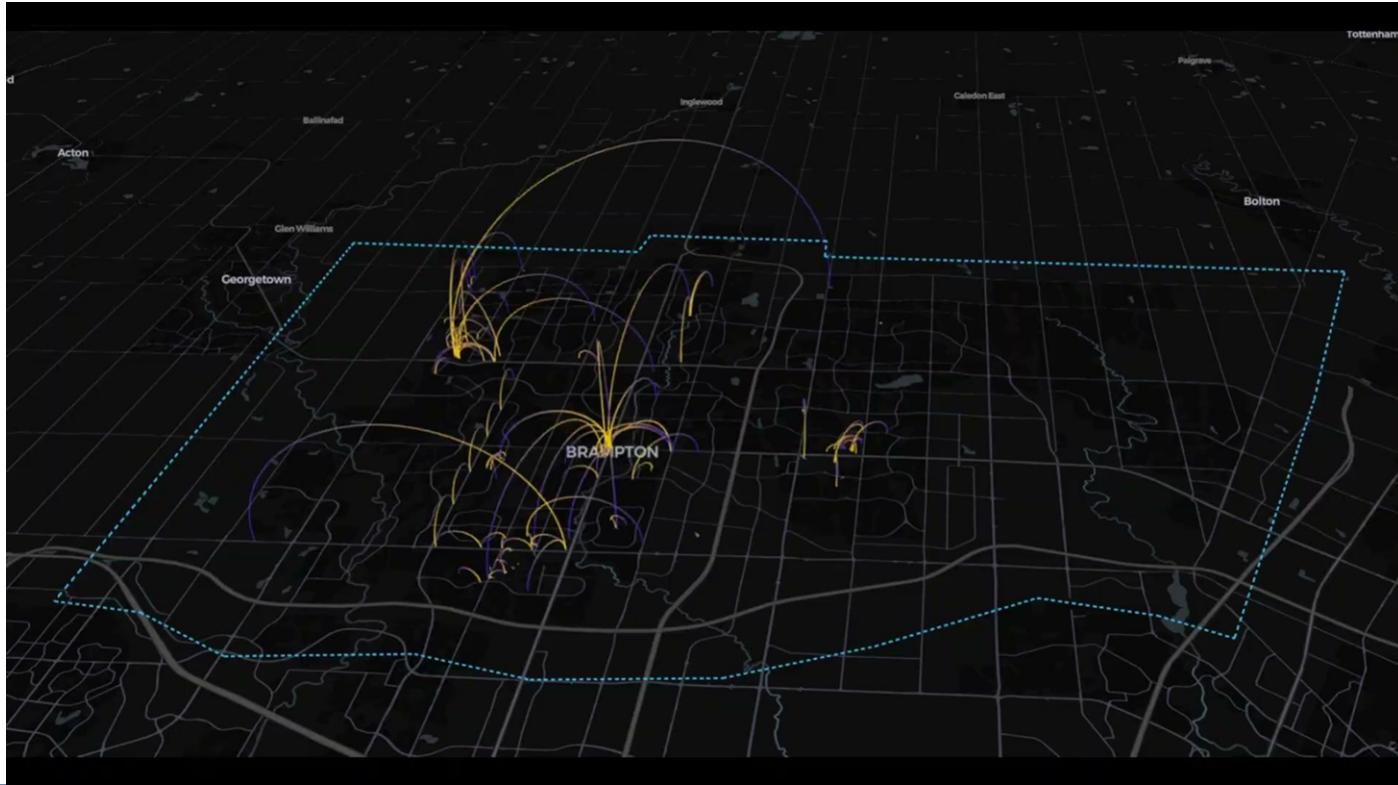 Tottenham
Palgrave
d
Caledon East
Inglewood
Ballinafad
Acton
Bolton
Glen Williams
Georgetown
BRAMPTON